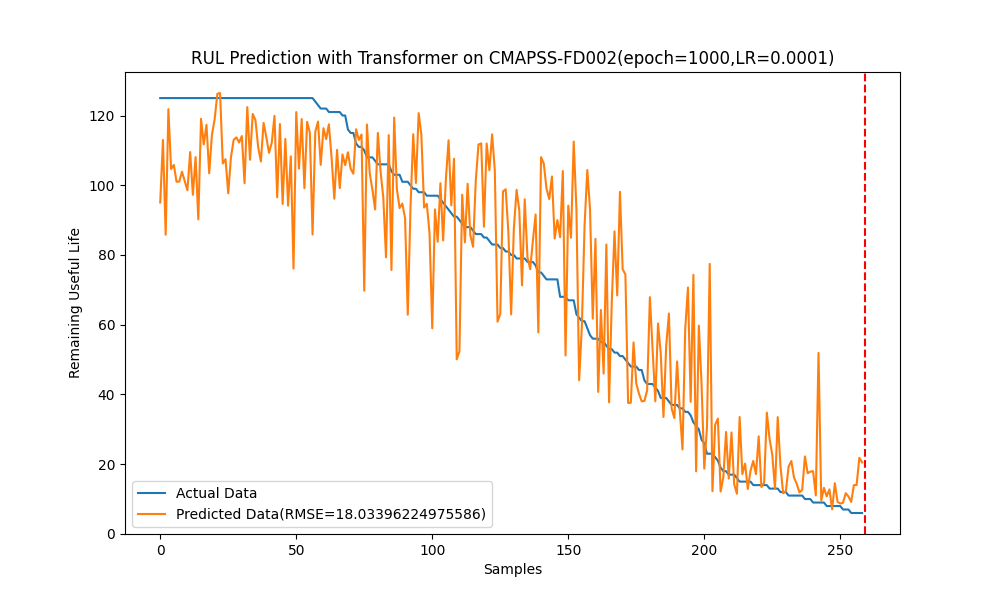 RUL Prediction with Transformer on CMAPSS-FD002(epoch=1000,LR=0.0001)
120
100
80
60
40
20
0
Remaining Useful Life
Actual Data
Predicted Data(RMSE=18.03396224975586)
0 50 100 150 200 250
Samples